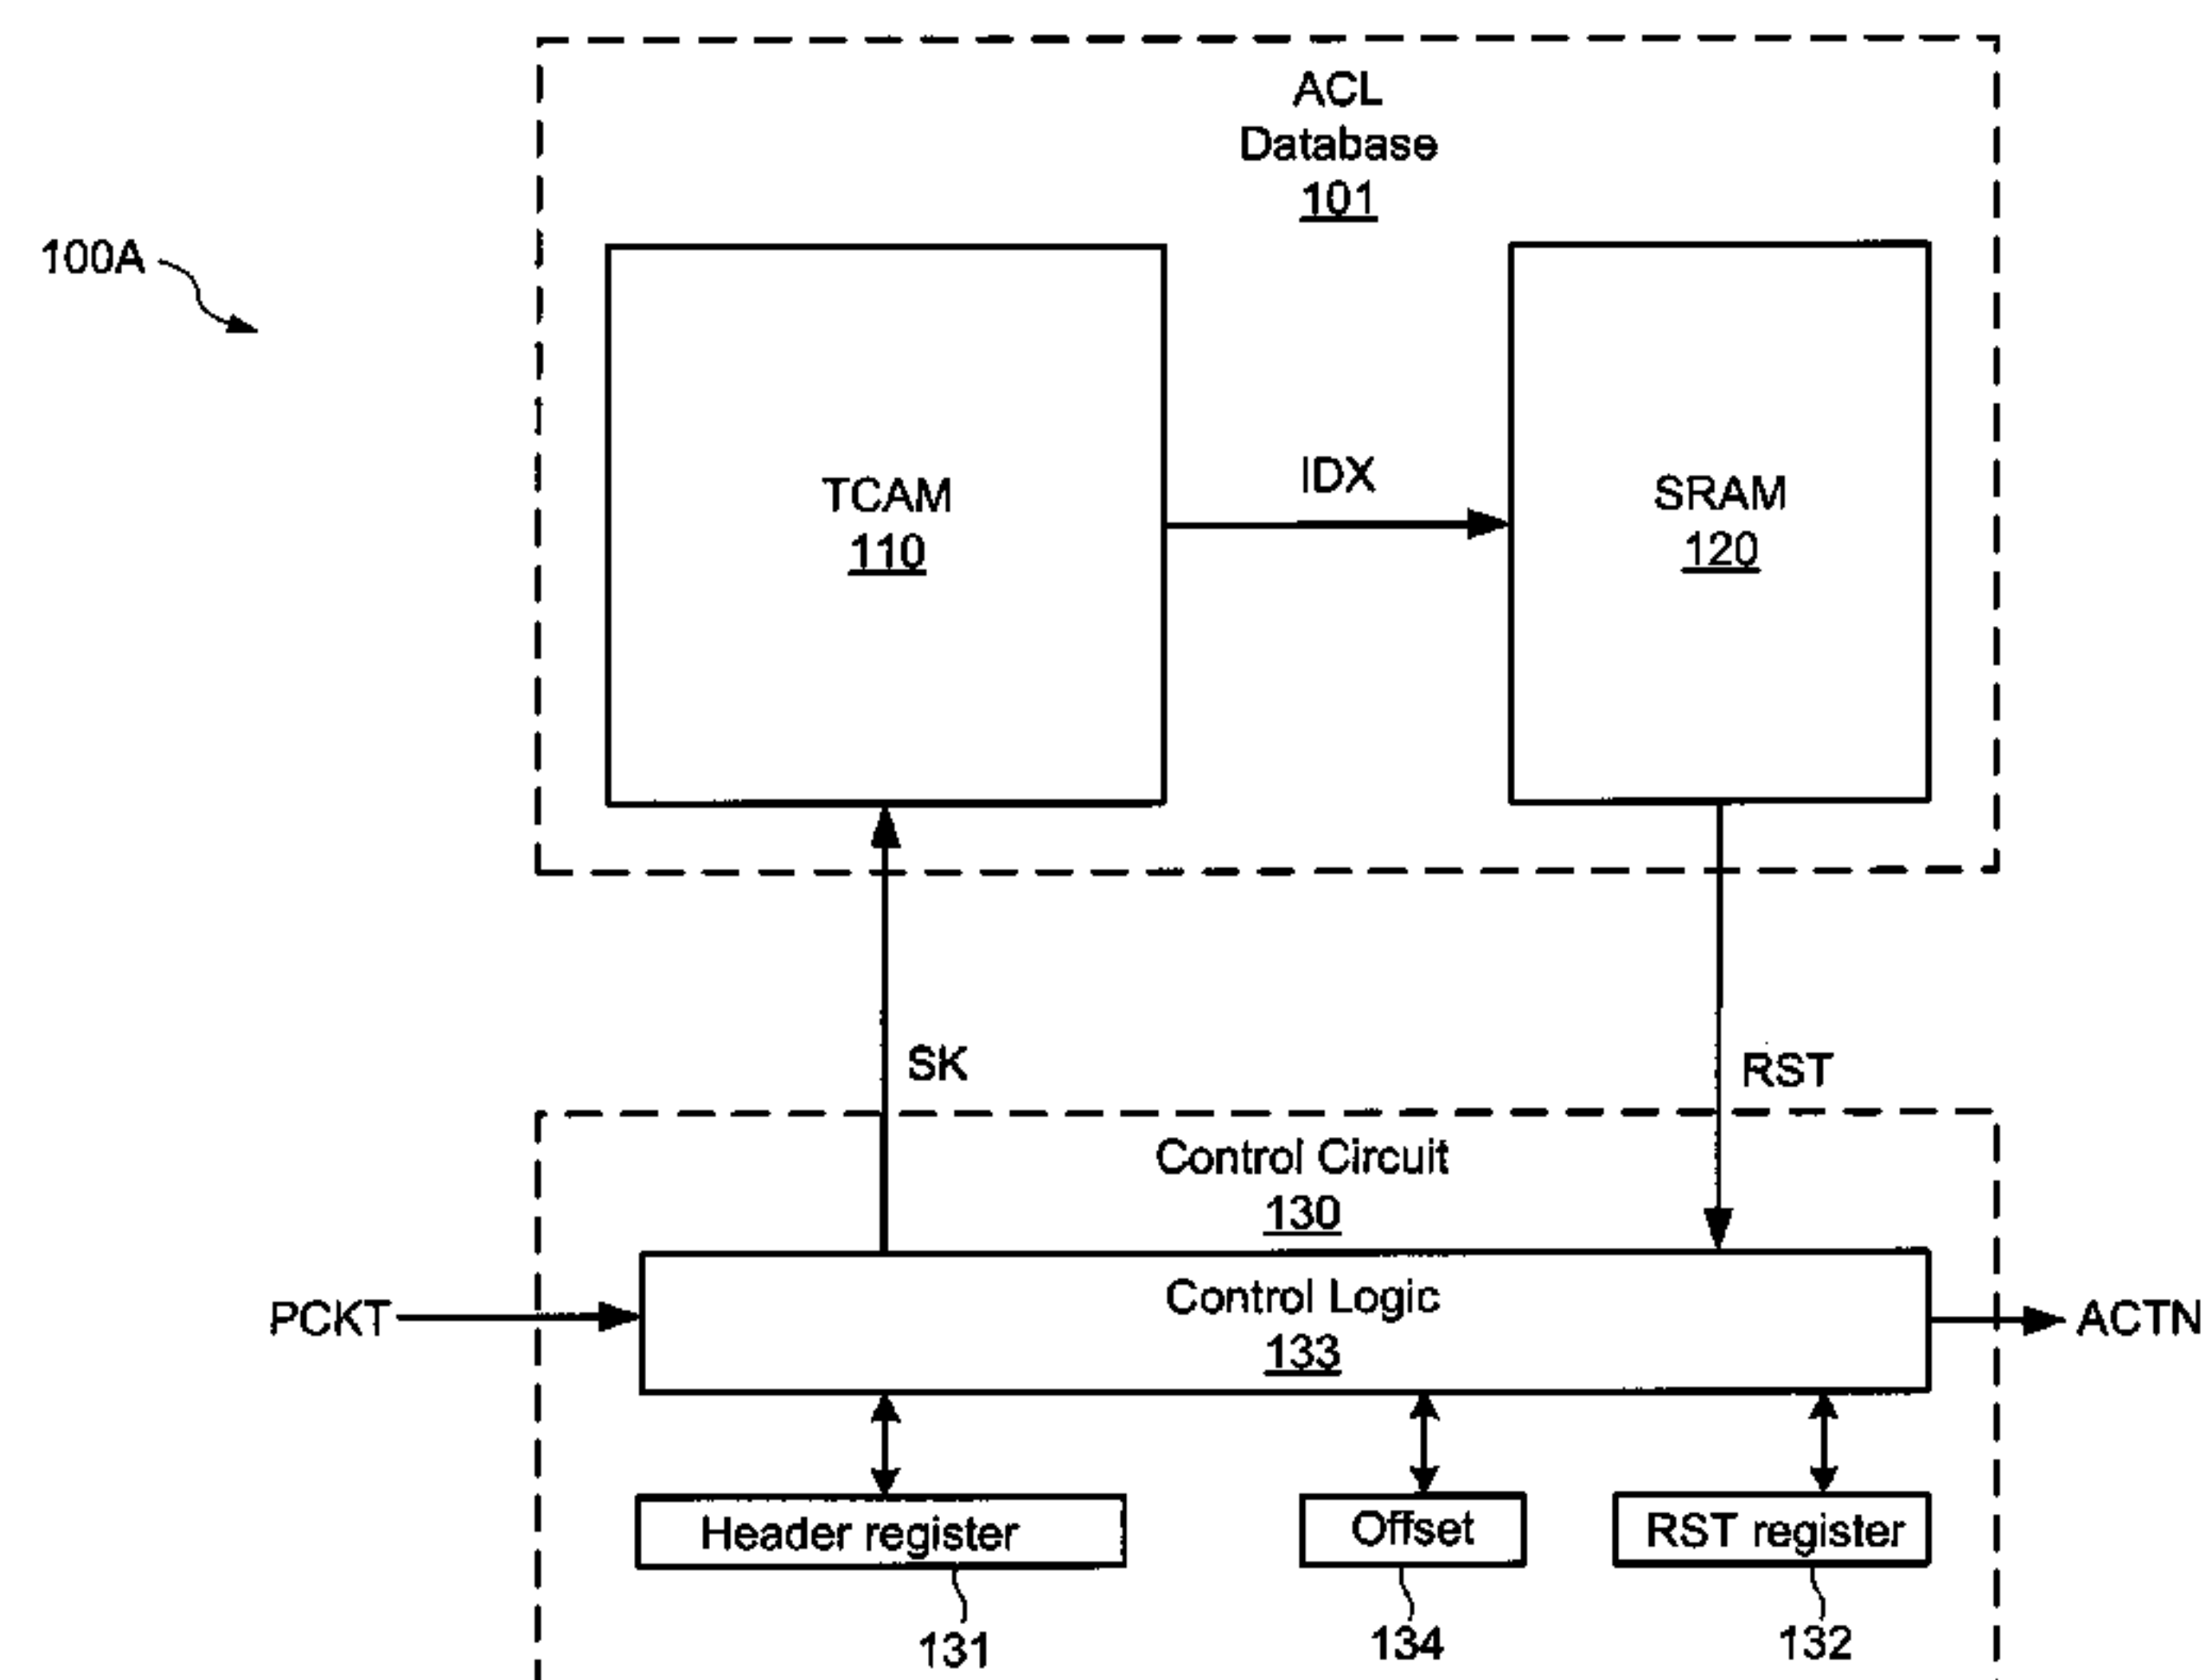 ACL
Database
101
100A
TCAM
110
IDX
SRAM
120
SK
RST
Control Circuit
130
PCKT
Control Logic
133
ACTN
Header register
Offset
RST register
131
134
132